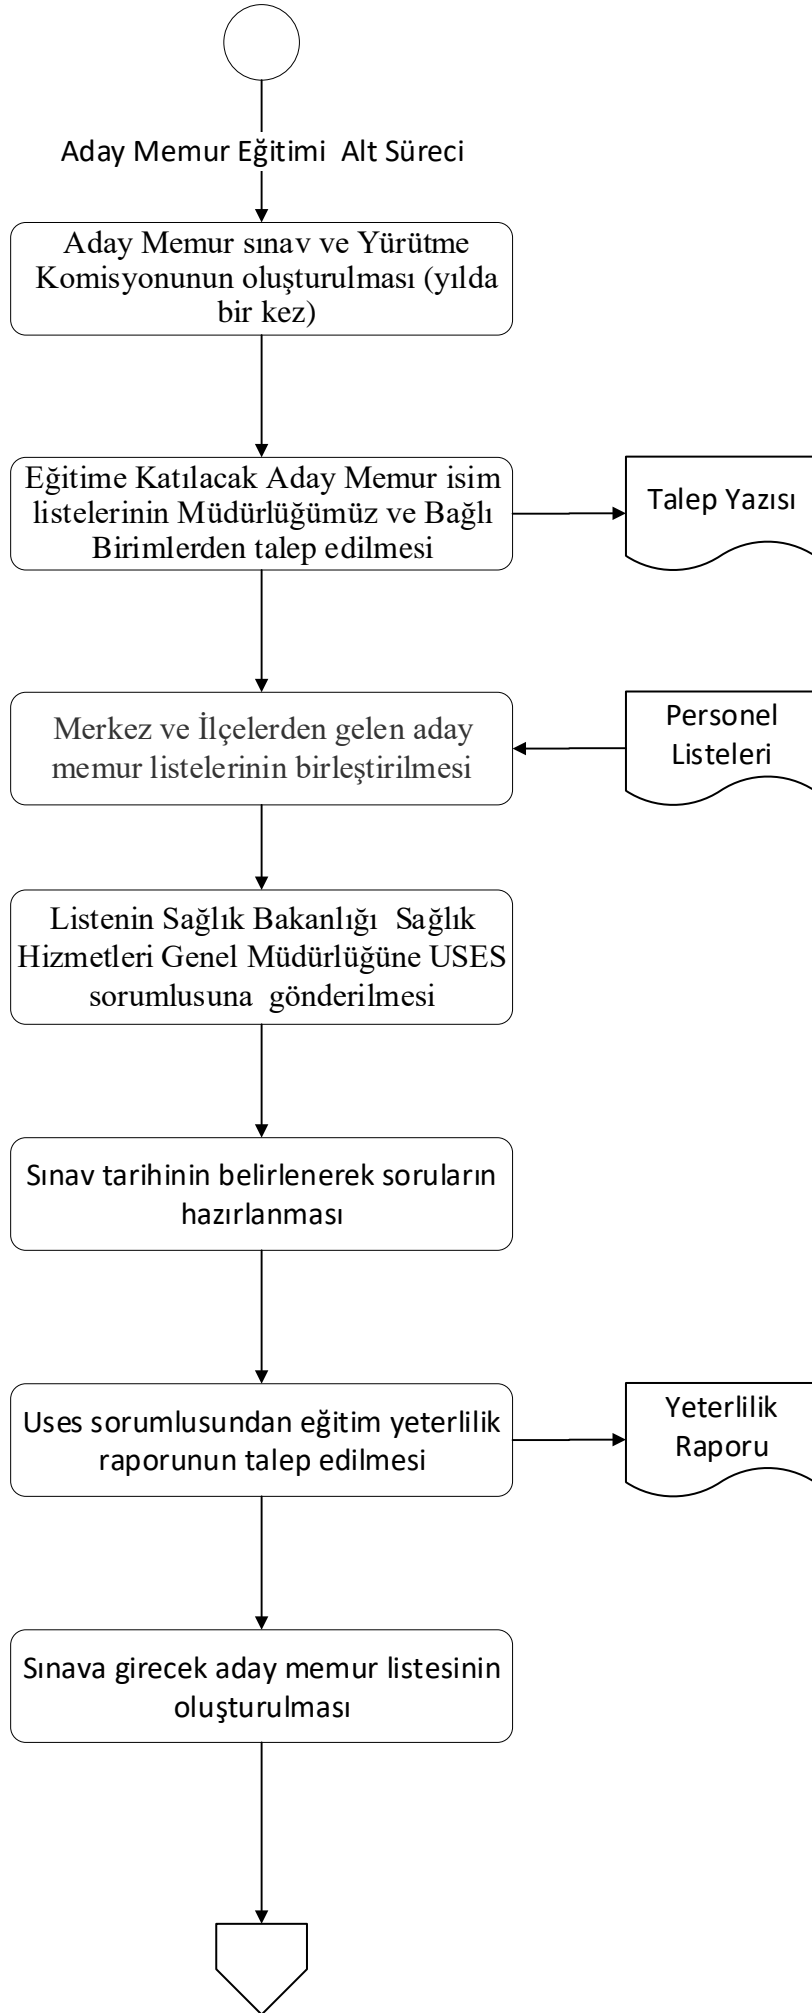 Aday Memur Eğitimi  Alt Süreci
Aday Memur sınav ve Yürütme
Komisyonunun oluşturulması (yılda
bir kez)
Eğitime Katılacak Aday Memur isim
listelerinin Müdürlüğümüz ve Bağlı
Birimlerden talep edilmesi
Talep Yazısı
Merkez ve İlçelerden gelen aday
memur listelerinin birleştirilmesi
Personel
Listeleri
Listenin Sağlık Bakanlığı  Sağlık
Hizmetleri Genel Müdürlüğüne USES
sorumlusuna  gönderilmesi
Sınav tarihinin belirlenerek soruların
hazırlanması
Uses sorumlusundan eğitim yeterlilik
raporunun talep edilmesi
Yeterlilik
Raporu
Sınava girecek aday memur listesinin
oluşturulması